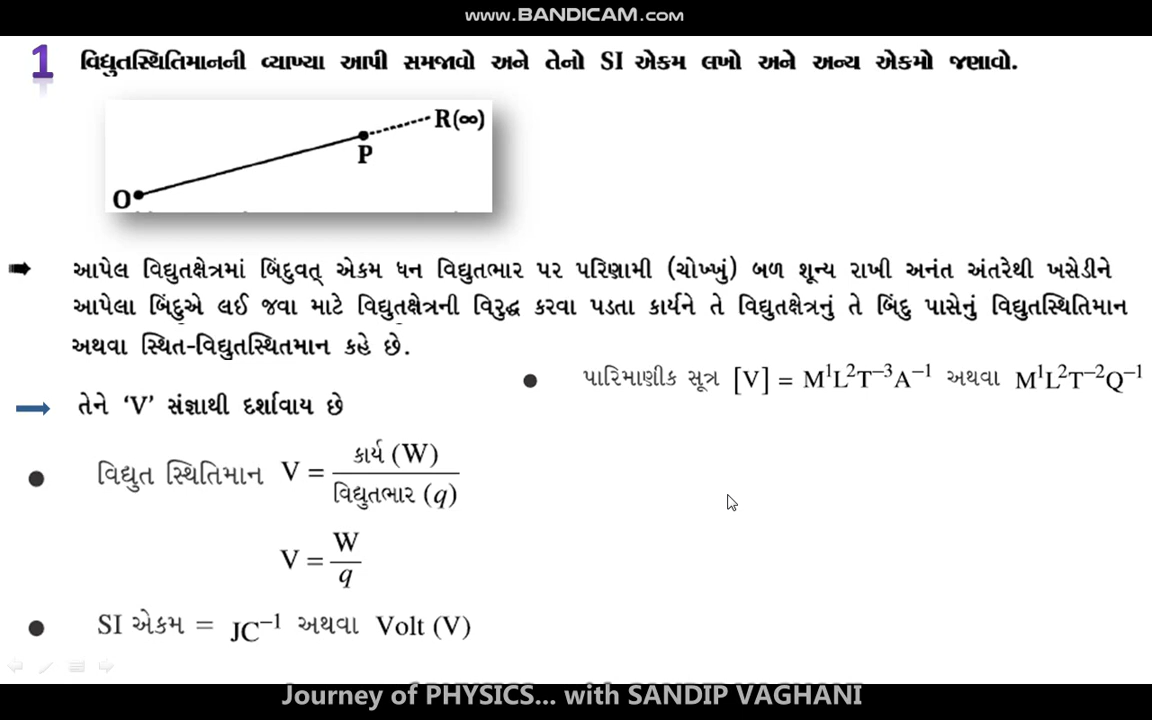 www.BANDICAM.com
1 વિદ્યુતસ્થિતિમાનની વ્યાખ્યા આપી સમજાવો અને તેનો SI એકમ લખો અને અન્ય એકમો જણાવો.
R(∞)
P
O
આપેલ વિદ્યુતક્ષેત્રમાં બિંદુવત્ એકમ ધન વિદ્યુતભાર પર પરિણામી (ચોખ્ખું) બળ શૂન્ય રાખી અનંત અંતરેથી ખસેડીને
આપેલા બિંદુએ લઈ જવા માટે વિદ્યુતક્ષેત્રની વિરુદ્ધ કરવા પડતા કાર્યને તે વિદ્યુતક્ષેત્રનું તે બિંદુ પાસેનું વિદ્યુતસ્થિતિમાન
અથવા સ્થિત-વિદ્યુતસ્થિતમાન કહે છે.
● પારિમાણીક સૂત્ર [V] = M¹L²T⁻³A⁻¹ અથવા M¹L²T⁻²Q⁻¹
તેને ‘V’ સંજ્ઞાથી દર્શાવાય છે
● વિદ્યુત સ્થિતિમાન V = કાર્ય (W) / વિદ્યુતભાર (q)
V = W / q
● SI એકમ = JC⁻¹ અથવા Volt (V)
Journey of PHYSICS... with SANDIP VAGHANI